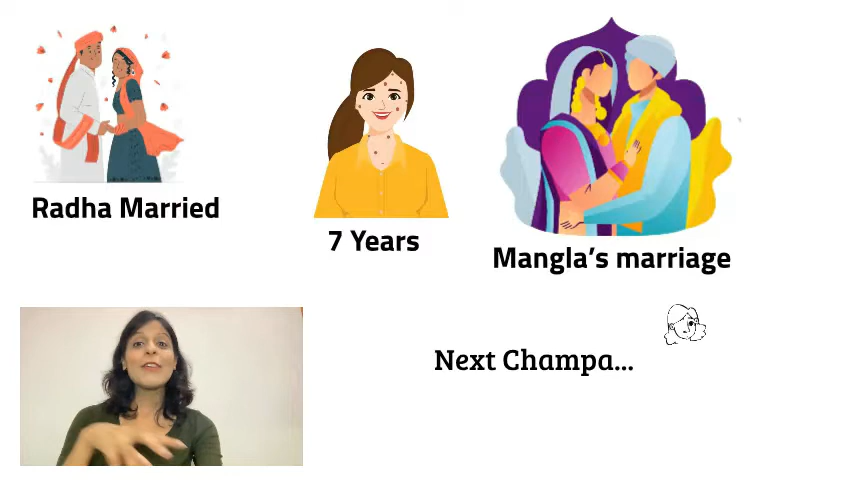 Radha Married
7 Years
Mangla's marriage
Next Champa...